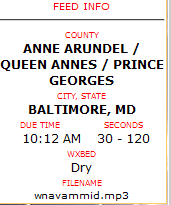 FEED INFO
COUNTY
ANNE ARUNDEL /
QUEEN ANNES / PRINCE
GEORGES
CITY, STATE
BALTIMORE, MD
DUE TIME SECONDS
10:12 AM 30 - 120
WXBED
Dry
FILENAME
wnavammid.mp3